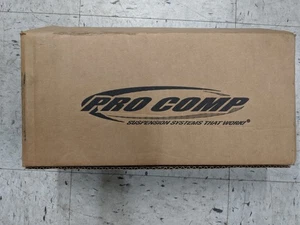 PRO COMP
SUSPENSION SYSTEMS THAT WORK!®